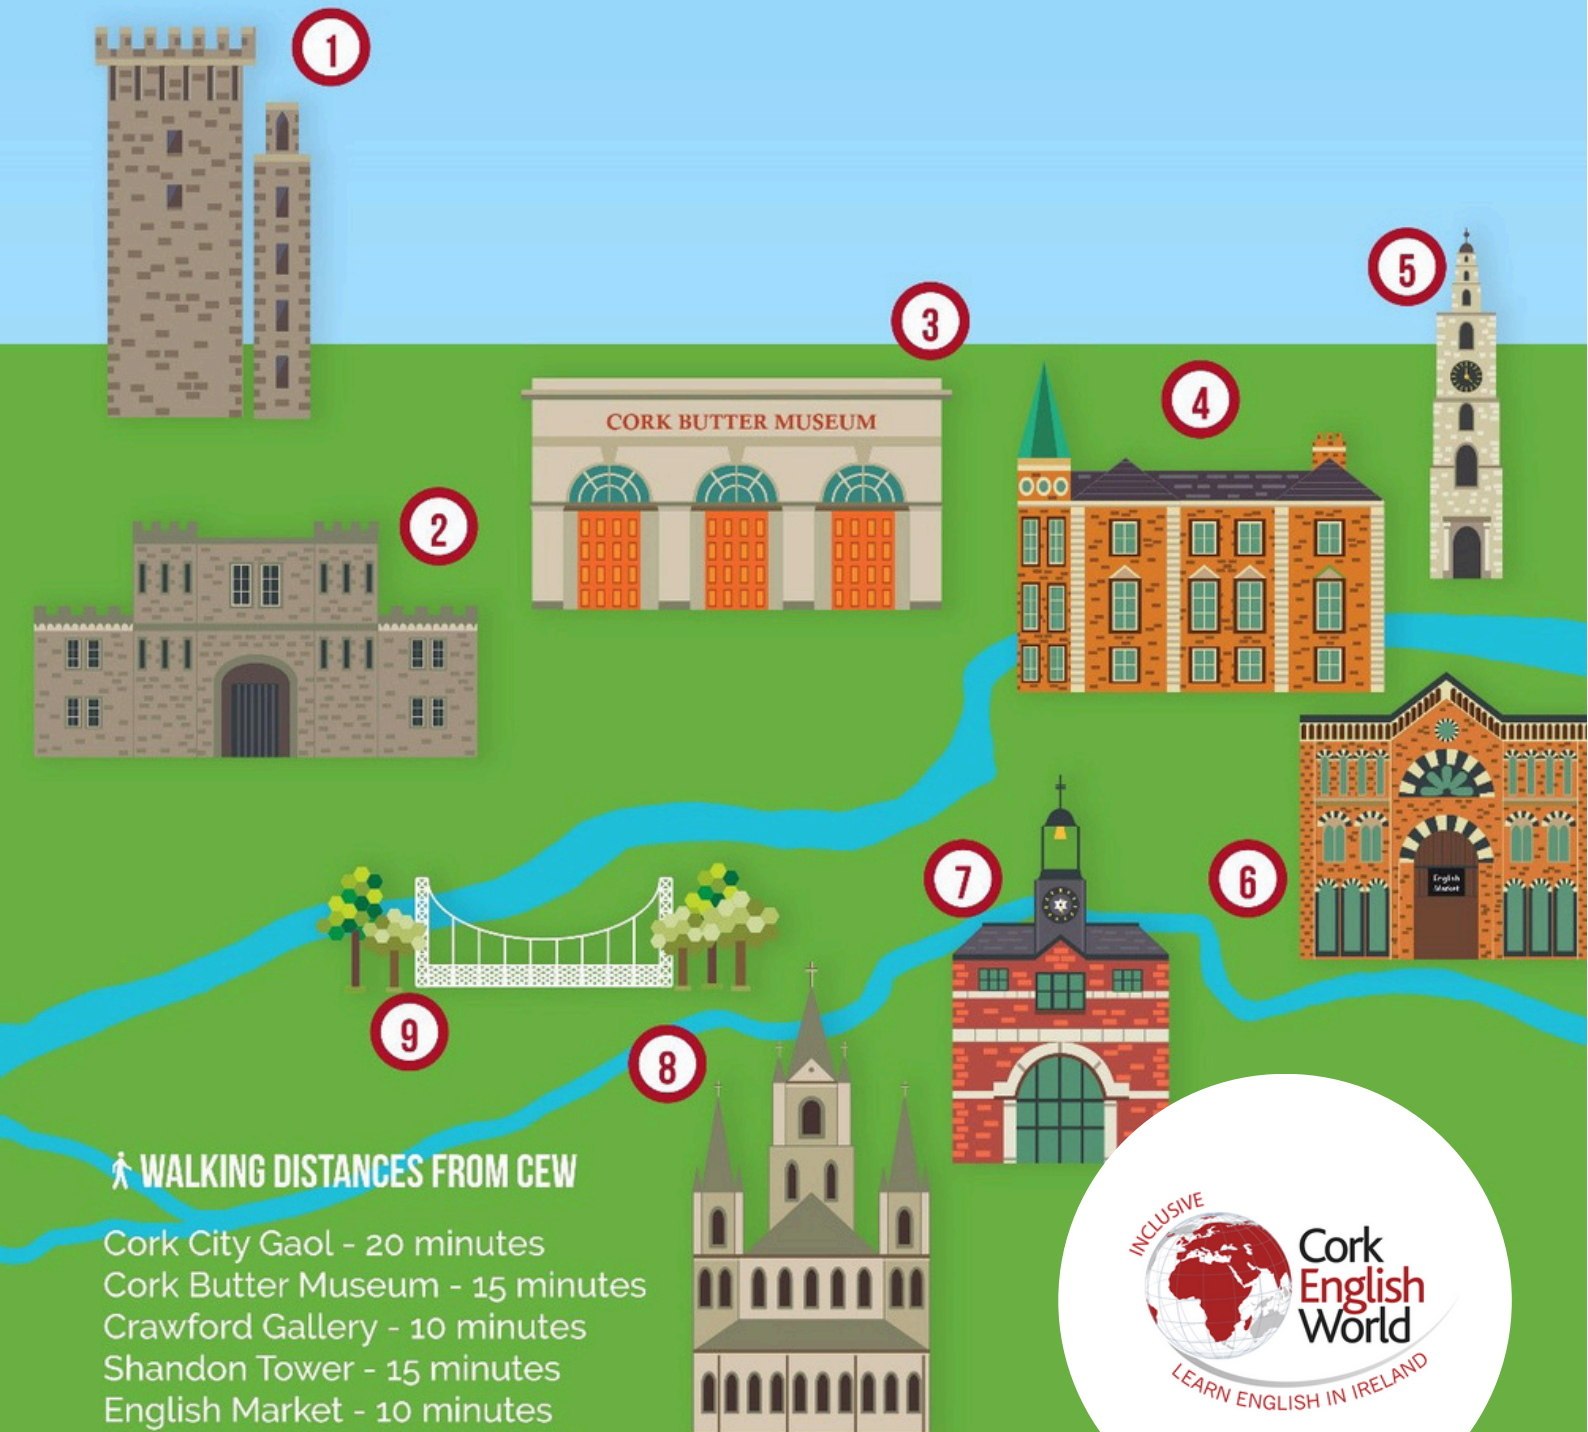 1
5
3
4
CORK BUTTER MUSEUM
2
English
Market
7
6
9
8
WALKING DISTANCES FROM CEW
Cork City Gaol - 20 minutes
Cork Butter Museum - 15 minutes
Crawford Gallery - 10 minutes
Shandon Tower - 15 minutes
English Market - 10 minutes
INCLUSIVE
Cork
English
World
LEARN ENGLISH IN IRELAND